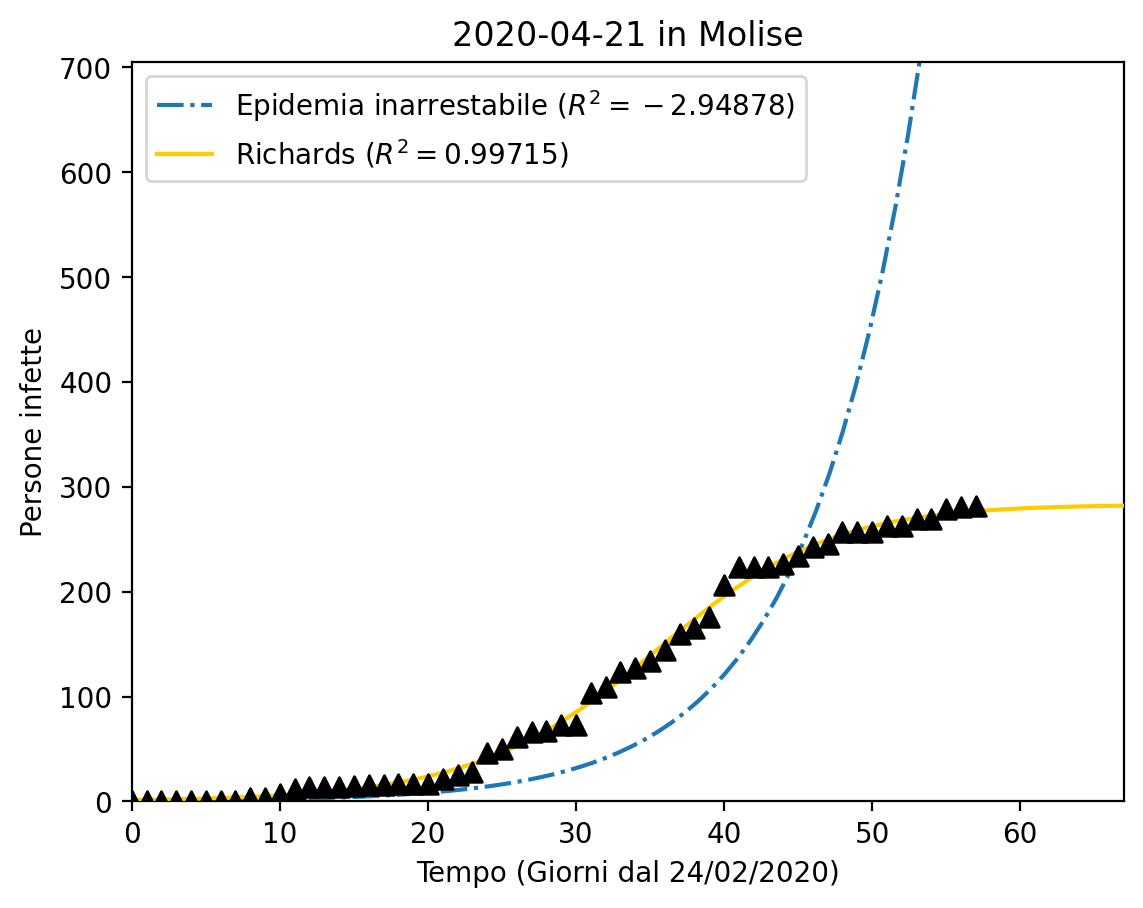 2020-04-21 in Molise
Epidemia inarrestabile (R² = −2.94878)
Richards (R² = 0.99715)
700
600
500
400
300
200
100
0
Persone infette
0 10 20 30 40 50 60
Tempo (Giorni dal 24/02/2020)